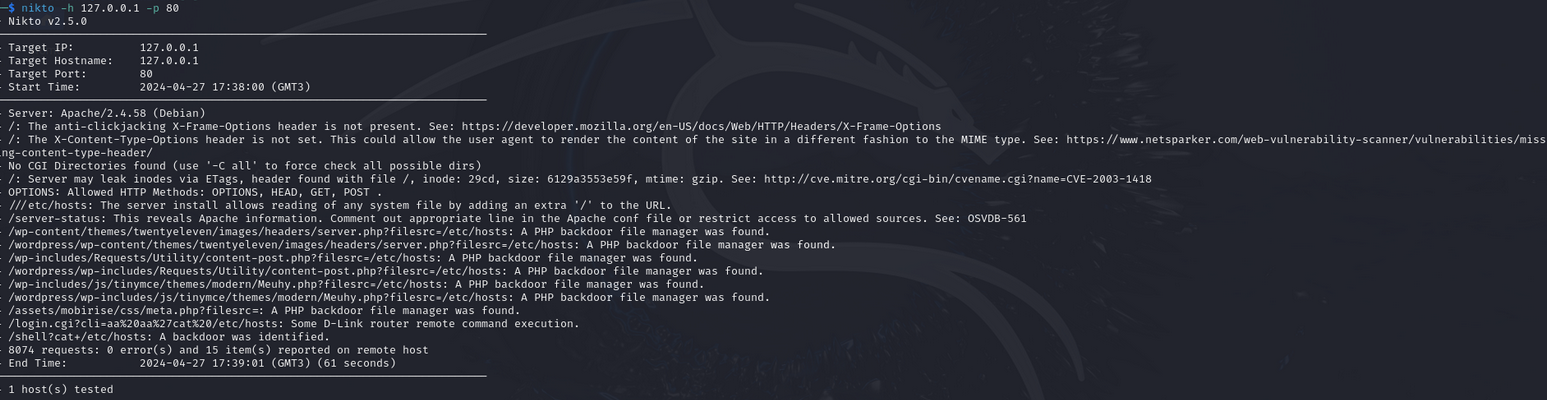 $ nikto -h 127.0.0.1 -p 80
- Nikto v2.5.0
- Target IP: 127.0.0.1
- Target Hostname: 127.0.0.1
- Target Port: 80
- Start Time: 2024-04-27 17:38:00 (GMT3)
- Server: Apache/2.4.58 (Debian)
- /: The anti-clickjacking X-Frame-Options header is not present. See: https://developer.mozilla.org/en-US/docs/Web/HTTP/Headers/X-Frame-Options
- /: The X-Content-Type-Options header is not set. This could allow the user agent to render the content of the site in a different fashion to the MIME type. See: https://www.netsparker.com/web-vulnerability-scanner/vulnerabilities/miss
ng-content-type-header/
- No CGI Directories found (use '-C all' to force check all possible dirs)
- /: Server may leak inodes via ETags, header found with file /, inode: 29cd, size: 6129a3553e59f, mtime: gzip. See: http://cve.mitre.org/cgi-bin/cvename.cgi?name=CVE-2003-1418
- OPTIONS: Allowed HTTP Methods: OPTIONS, HEAD, GET, POST .
- ///etc/hosts: The server install allows reading of any system file by adding an extra '/' to the URL.
- /server-status: This reveals Apache information. Comment out appropriate line in the Apache conf file or restrict access to allowed sources. See: OSVDB-561
- /wp-content/themes/twentyeleven/images/headers/server.php?filesrc=/etc/hosts: A PHP backdoor file manager was found.
- /wordpress/wp-content/themes/twentyeleven/images/headers/server.php?filesrc=/etc/hosts: A PHP backdoor file manager was found.
- /wp-includes/Requests/Utility/content-post.php?filesrc=/etc/hosts: A PHP backdoor file manager was found.
- /wordpress/wp-includes/Requests/Utility/content-post.php?filesrc=/etc/hosts: A PHP backdoor file manager was found.
- /wp-includes/js/tinymce/themes/modern/Meuhy.php?filesrc=/etc/hosts: A PHP backdoor file manager was found.
- /wordpress/wp-includes/js/tinymce/themes/modern/Meuhy.php?filesrc=/etc/hosts: A PHP backdoor file manager was found.
- /assets/mobirise/css/meta.php?filesrc=: A PHP backdoor file manager was found.
- /login.cgi?cli=aa%20aa%27cat%20/etc/hosts: Some D-Link router remote command execution.
- /shell?cat+/etc/hosts: A backdoor was identified.
- 8074 requests: 0 error(s) and 15 item(s) reported on remote host
- End Time: 2024-04-27 17:39:01 (GMT3) (61 seconds)
- 1 host(s) tested